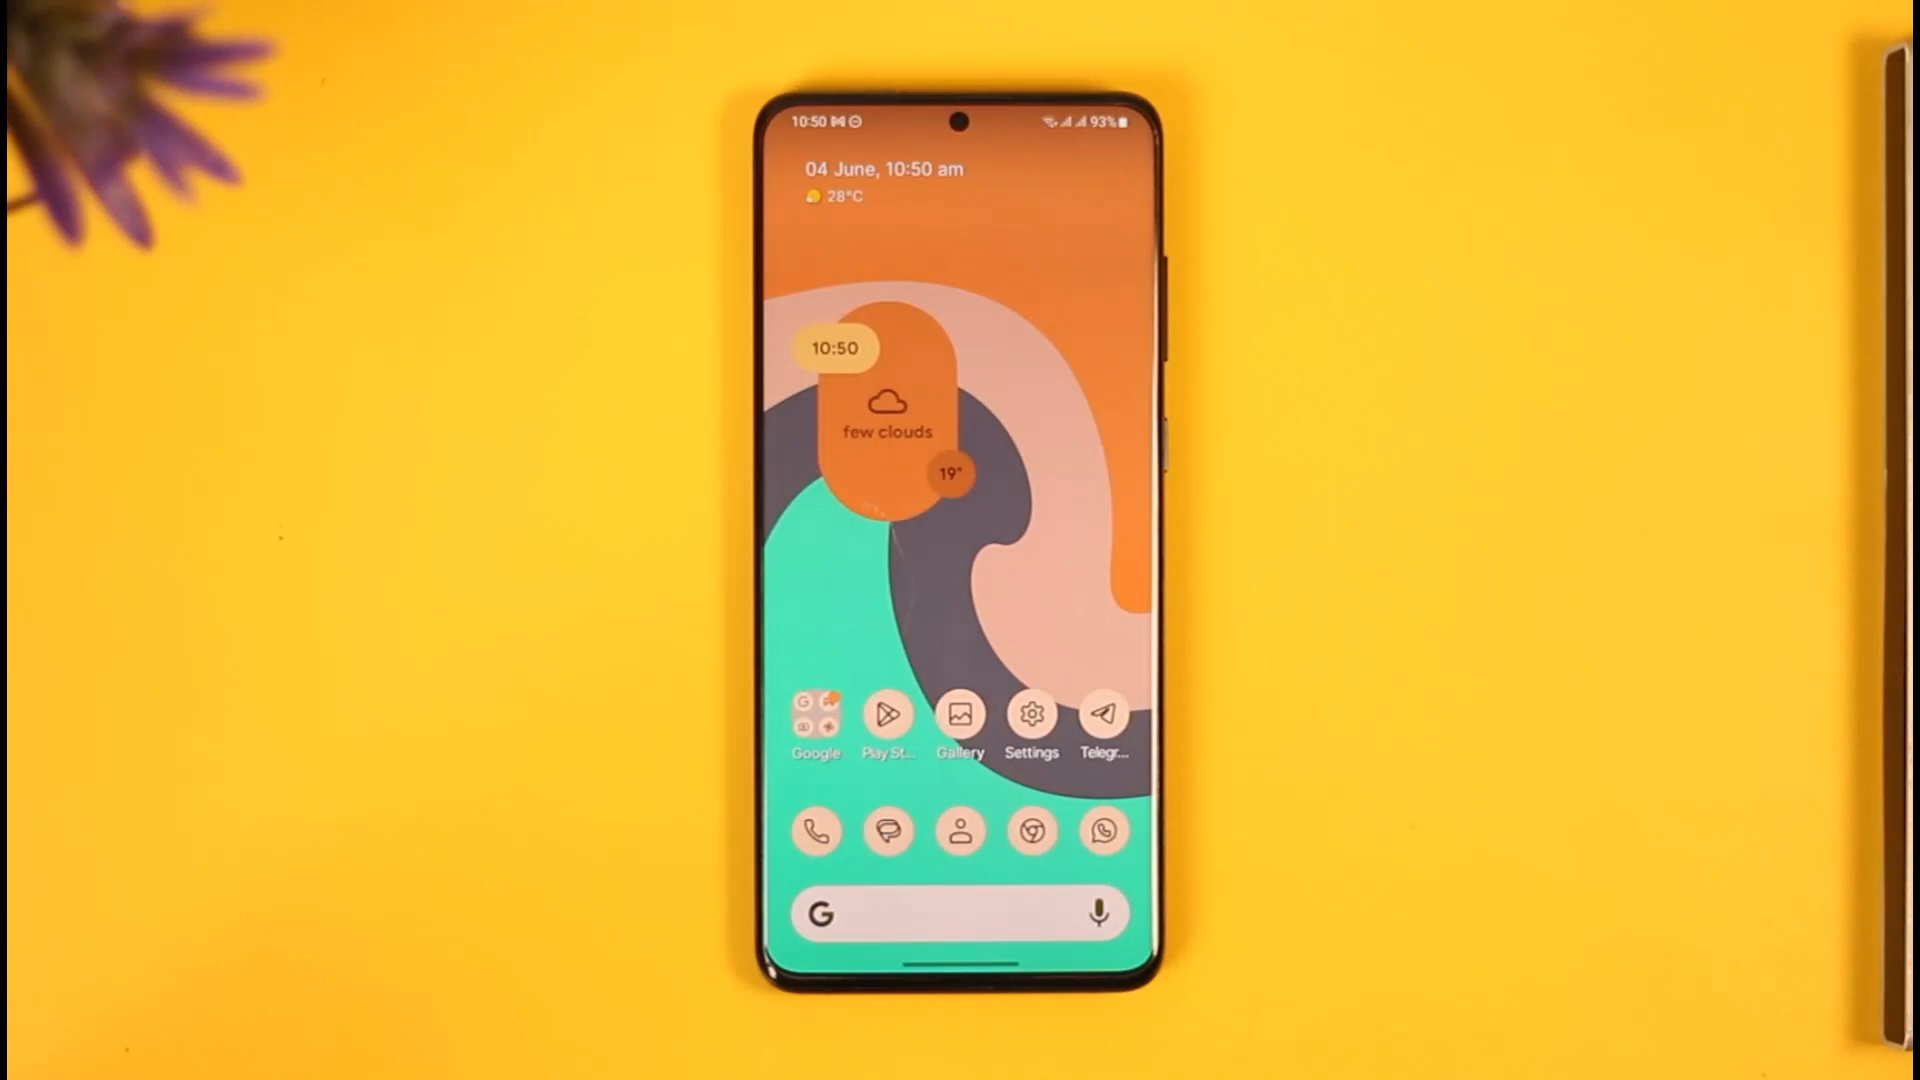 10:50
93%
04 June, 10:50 am
28°C
10:50
few clouds
19°
Google
Play St...
Gallery
Settings
Telegr...
G